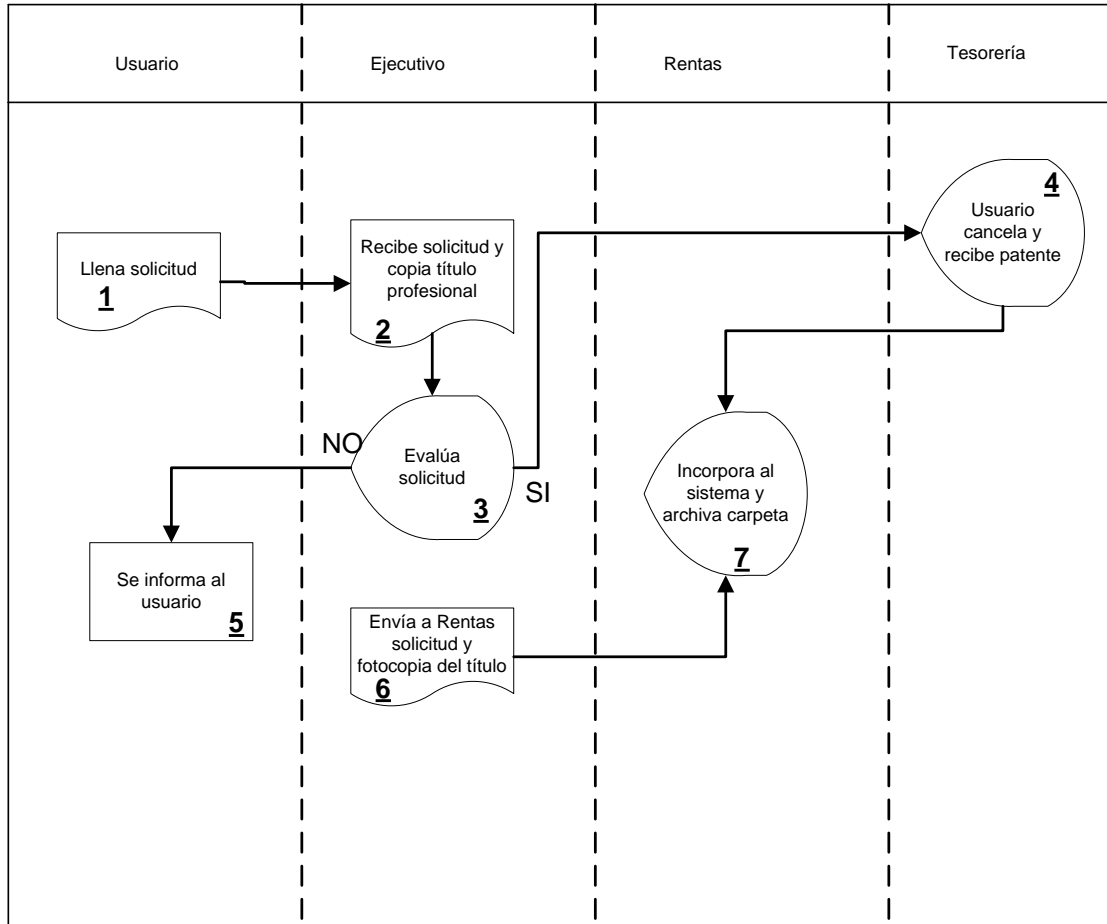 Usuario
Ejecutivo
Rentas
Tesorería
Llena solicitud
1
Recibe solicitud y
copia título
profesional
2
4
Usuario
cancela y
recibe patente
NO
Evalúa
solicitud
3
SI
Incorpora al
sistema y
archiva carpeta
7
Se informa al
usuario
5
Envía a Rentas
solicitud y
fotocopia del título
6